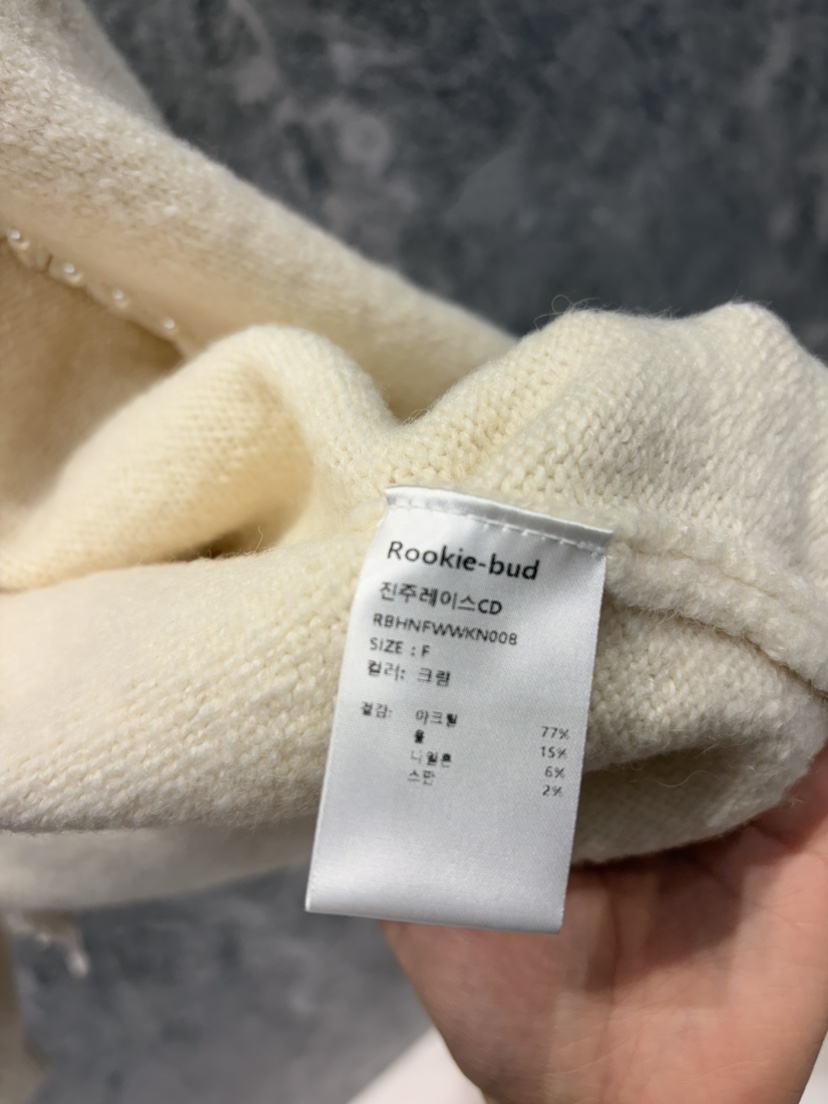 Rookie-bud
진주레이스CD
RBHNFWWKN008
SIZE : F
컬러: 크림
겉감: 아크릴 77%
울 15%
나일론 6%
스판 2%